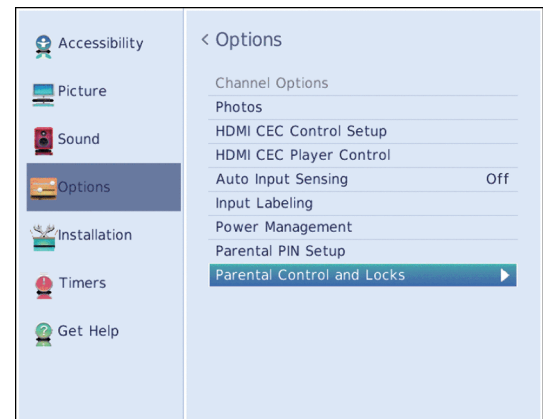 Accessibility
Picture
Sound
Options
Installation
Timers
Get Help
< Options
Channel Options
Photos
HDMI CEC Control Setup
HDMI CEC Player Control
Auto Input Sensing Off
Input Labeling
Power Management
Parental PIN Setup
Parental Control and Locks